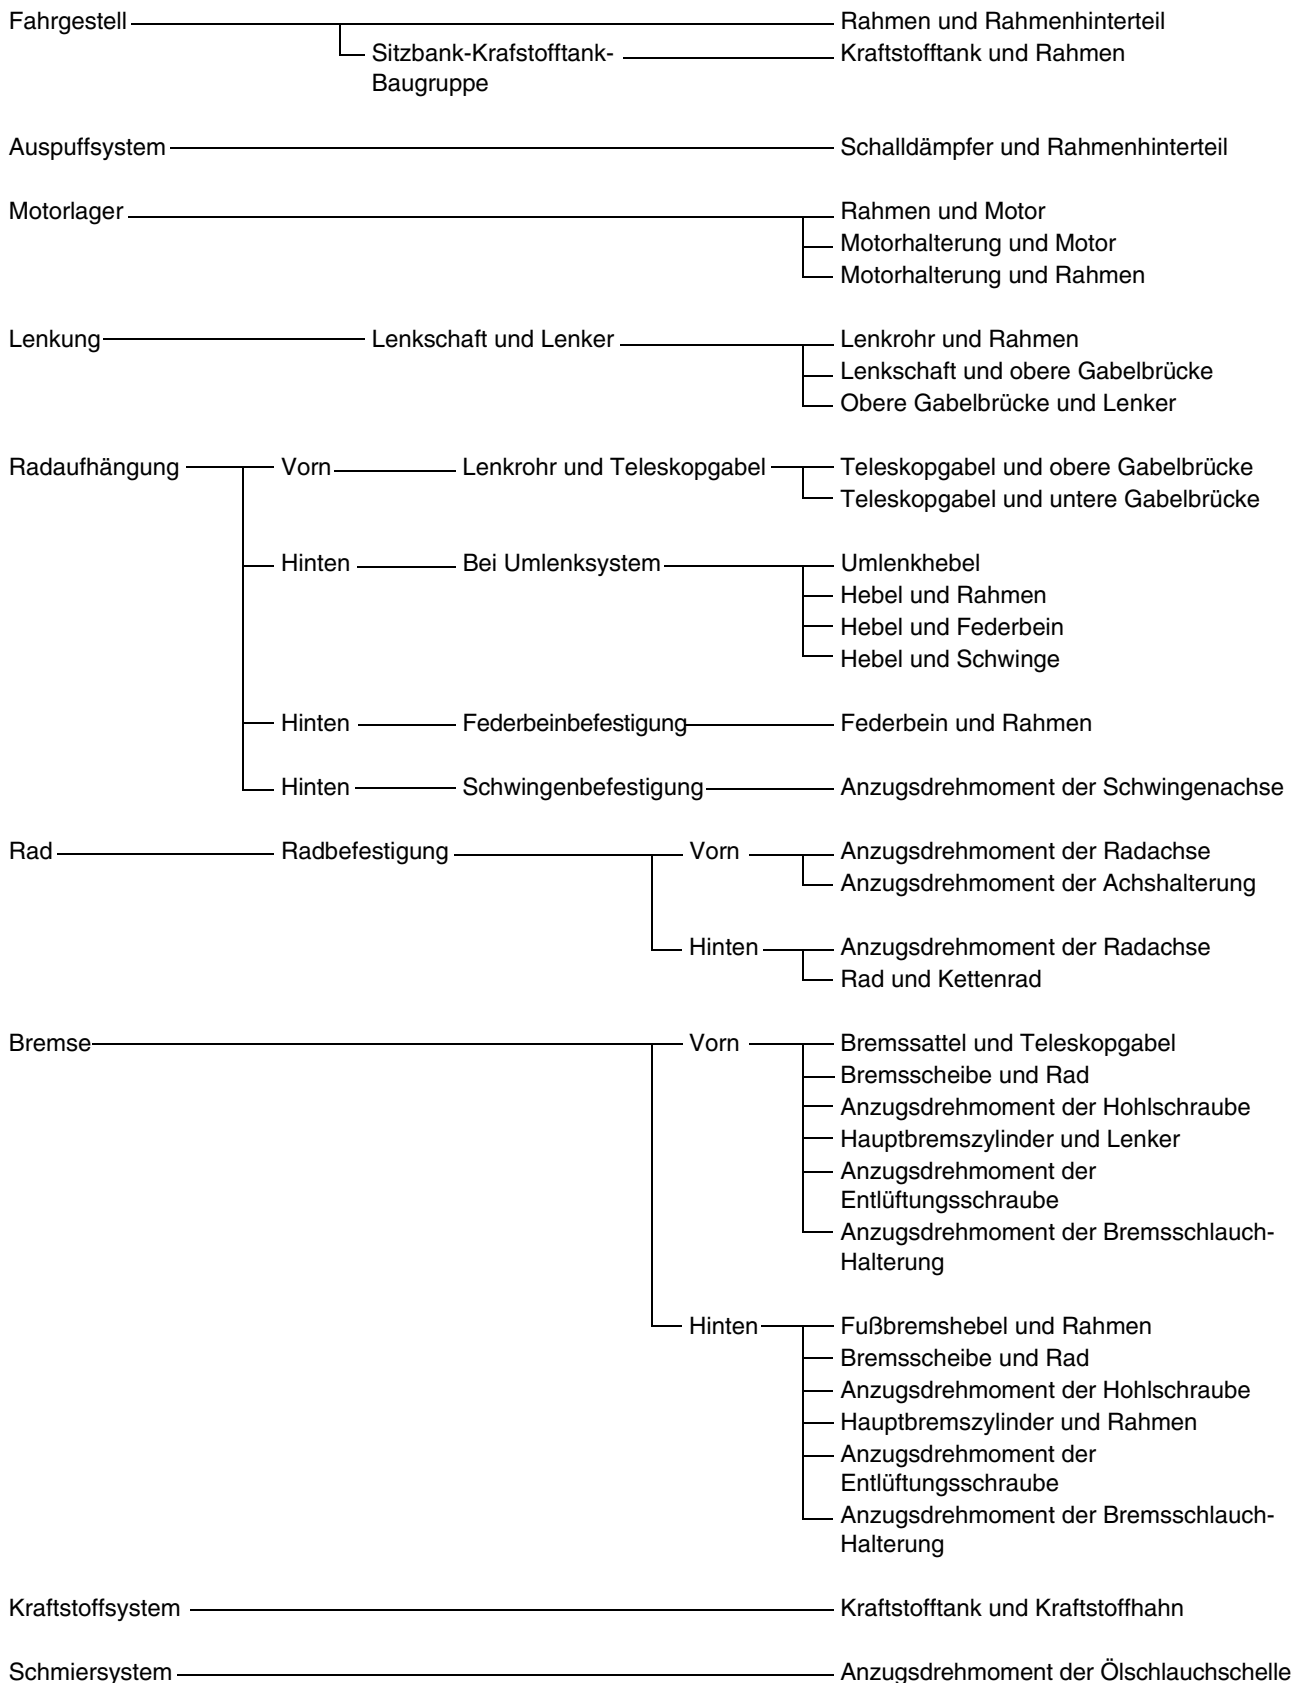 Fahrgestell Rahmen und Rahmenhinterteil
Sitzbank-Krafstofftank- Kraftstofftank und Rahmen
Baugruppe
Auspuffsystem Schalldämpfer und Rahmenhinterteil
Motorlager Rahmen und Motor
Motorhalterung und Motor
Motorhalterung und Rahmen
Lenkung Lenkschaft und Lenker Lenkrohr und Rahmen
Lenkschaft und obere Gabelbrücke
Obere Gabelbrücke und Lenker
Radaufhängung Vorn Lenkrohr und Teleskopgabel Teleskopgabel und obere Gabelbrücke
Teleskopgabel und untere Gabelbrücke
Hinten Bei Umlenksystem Umlenkhebel
Hebel und Rahmen
Hebel und Federbein
Hebel und Schwinge
Hinten Federbeinbefestigung Federbein und Rahmen
Hinten Schwingenbefestigung Anzugsdrehmoment der Schwingenachse
Rad Radbefestigung Vorn Anzugsdrehmoment der Radachse
Anzugsdrehmoment der Achshalterung
Hinten Anzugsdrehmoment der Radachse
Rad und Kettenrad
Bremse Vorn Bremssattel und Teleskopgabel
Bremsscheibe und Rad
Anzugsdrehmoment der Hohlschraube
Hauptbremszylinder und Lenker
Anzugsdrehmoment der
Entlüftungsschraube
Anzugsdrehmoment der Bremsschlauch-
Halterung
Hinten Fußbremshebel und Rahmen
Bremsscheibe und Rad
Anzugsdrehmoment der Hohlschraube
Hauptbremszylinder und Rahmen
Anzugsdrehmoment der
Entlüftungsschraube
Anzugsdrehmoment der Bremsschlauch-
Halterung
Kraftstoffsystem Kraftstofftank und Kraftstoffhahn
Schmiersystem Anzugsdrehmoment der Ölschlauchschelle